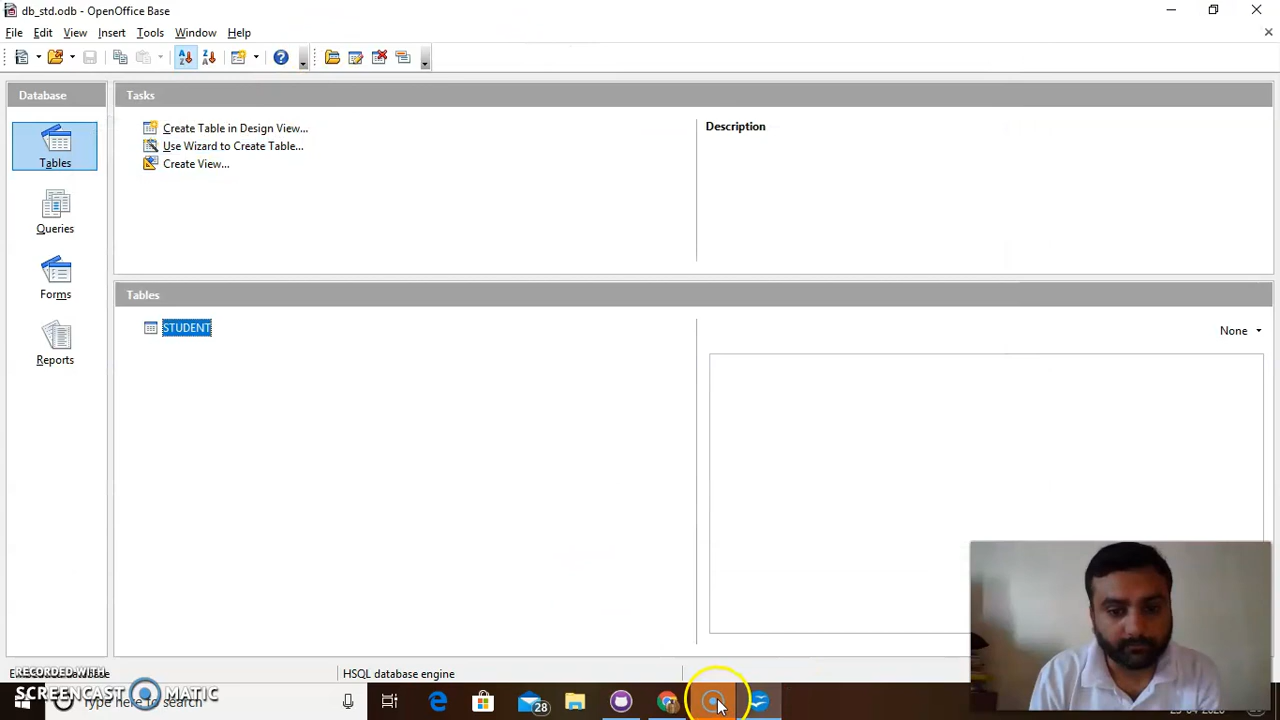 db_std.odb - OpenOffice Base
File Edit View Insert Tools Window Help
Database
Tables
Queries
Forms
Reports
Tasks
Create Table in Design View...
Use Wizard to Create Table...
Create View...
Description
Tables
STUDENT
None
HSQL database engine
RECORDED WITH
SCREENCAST MATIC
Type here to search
28